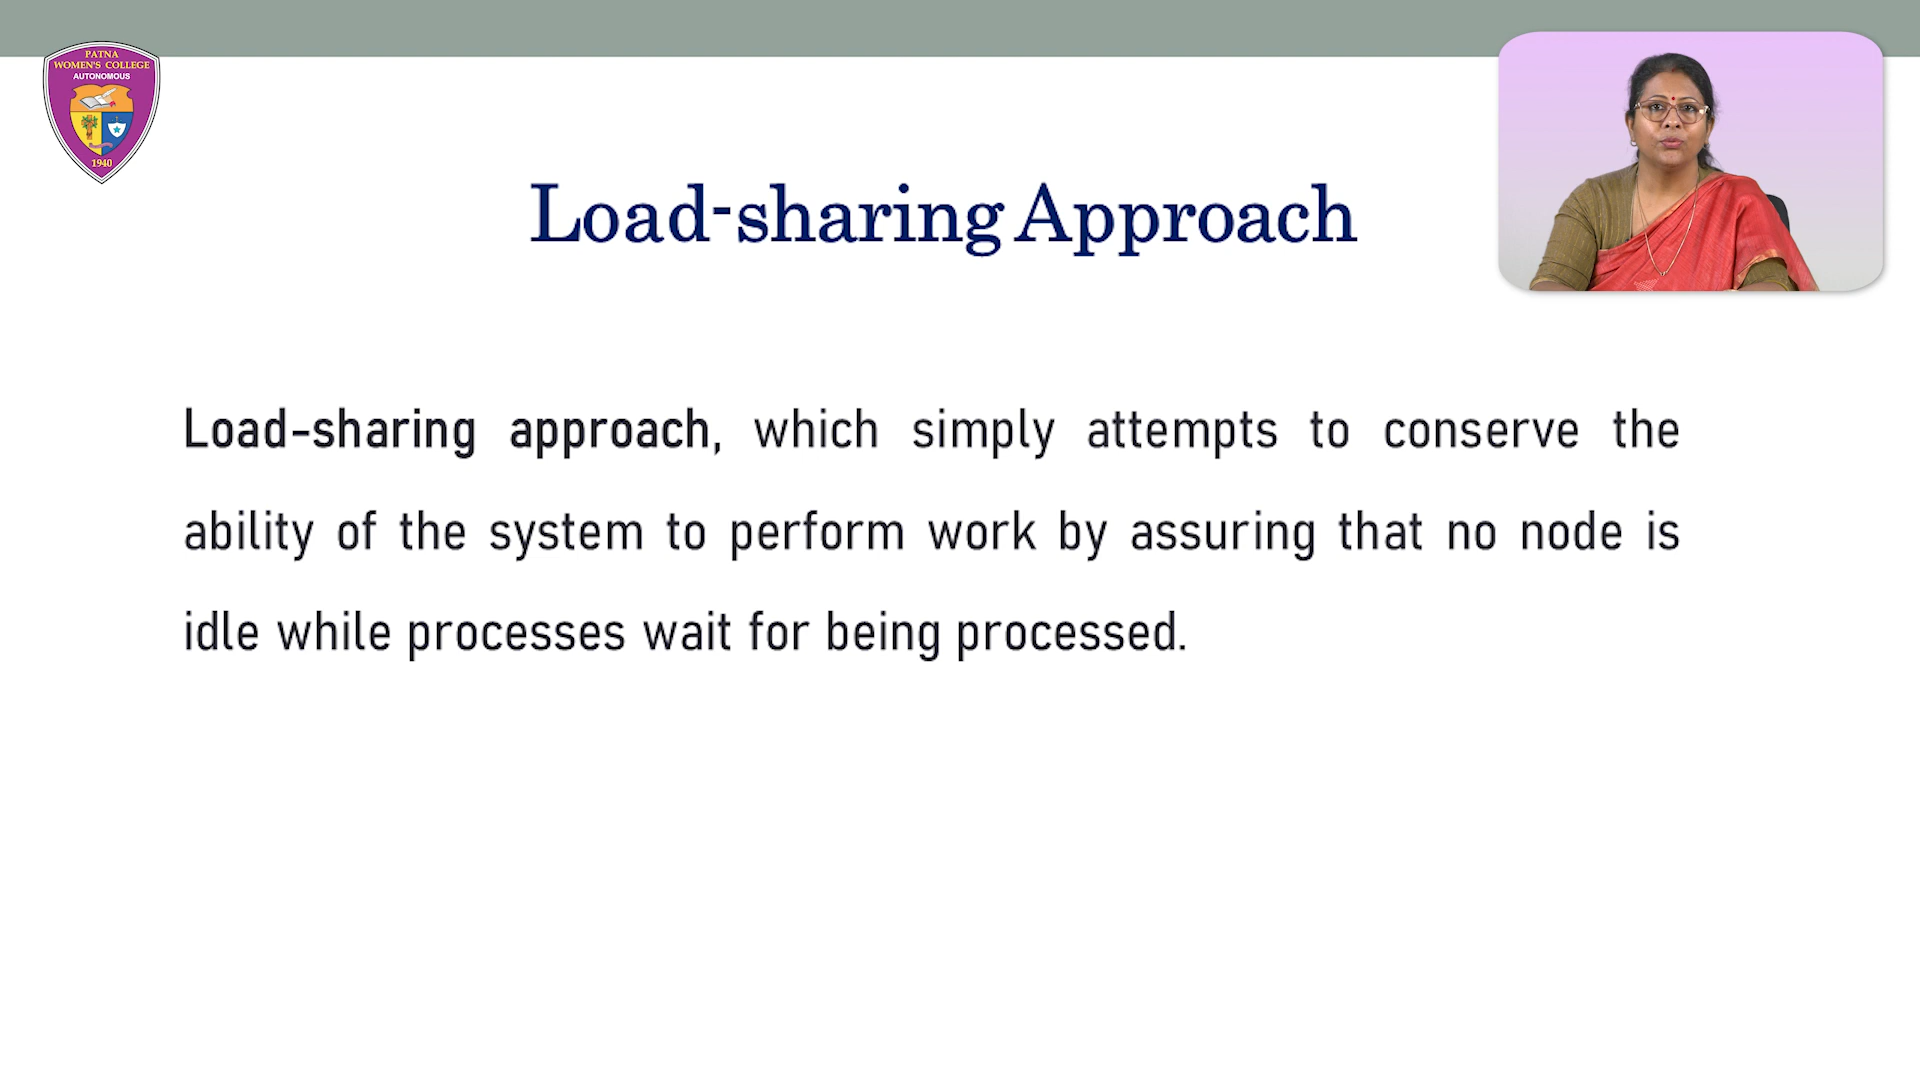 PATNA
WOMEN'S COLLEGE
AUTONOMOUS
1940
Load-sharing Approach
Load-sharing approach, which simply attempts to conserve the
ability of the system to perform work by assuring that no node is
idle while processes wait for being processed.